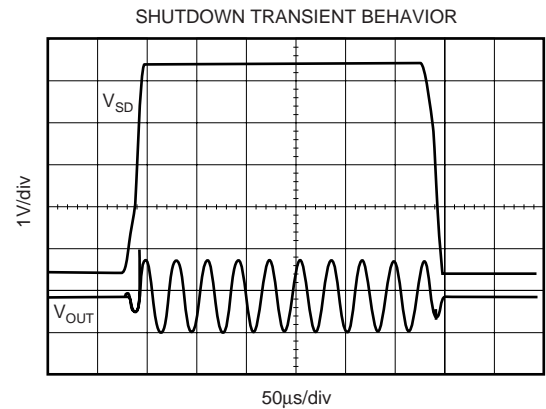 SHUTDOWN TRANSIENT BEHAVIOR
V_SD
1V/div
V_OUT
50µs/div